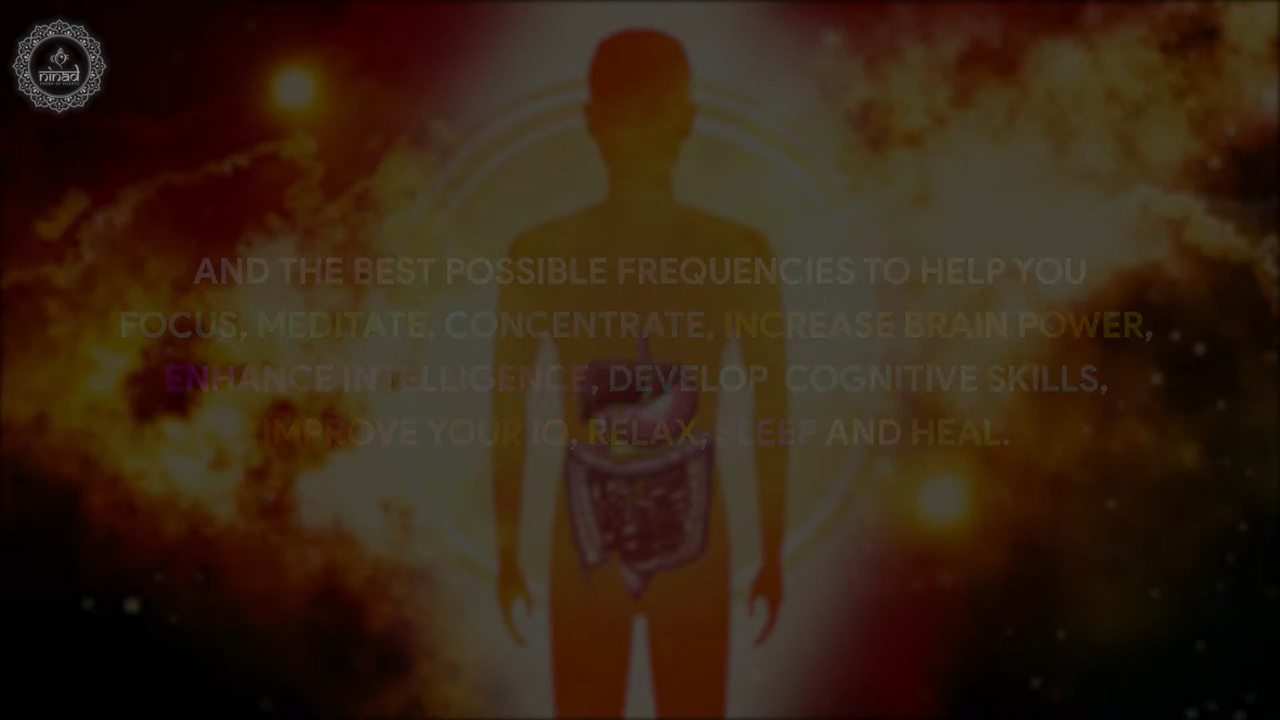 ninad
AND THE BEST POSSIBLE FREQUENCIES TO HELP YOU
FOCUS, MEDITATE, CONCENTRATE, INCREASE BRAIN POWER,
ENHANCE INTELLIGENCE, DEVELOP COGNITIVE SKILLS,
IMPROVE YOUR IQ, RELAX, SLEEP AND HEAL.